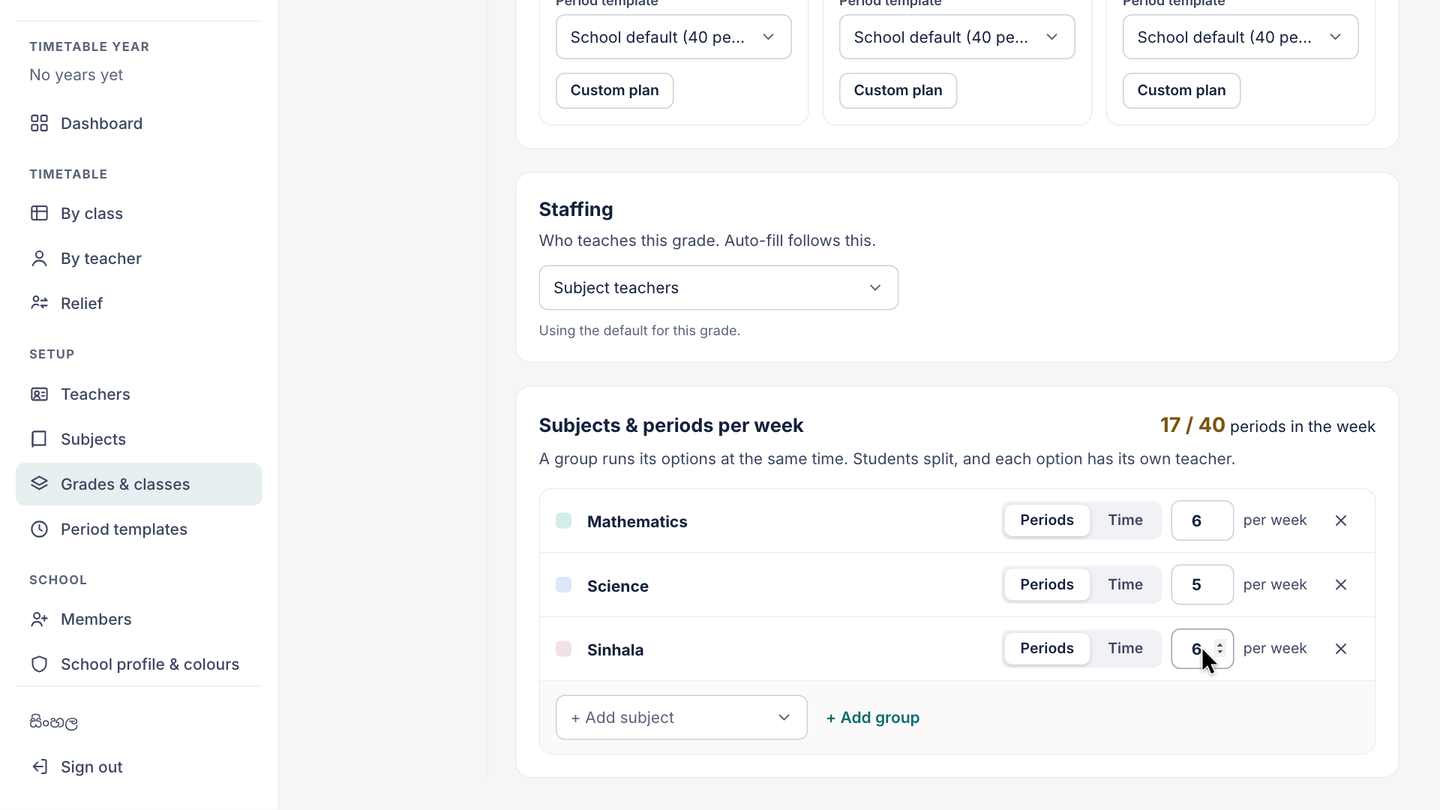 TIMETABLE YEAR
No years yet
Dashboard
TIMETABLE
By class
By teacher
Relief
SETUP
Teachers
Subjects
Grades & classes
Period templates
SCHOOL
Members
School profile & colours
සිංහල
Sign out
Period template Period template Period template
School default (40 pe... School default (40 pe... School default (40 pe...
Custom plan Custom plan Custom plan
Staffing
Who teaches this grade. Auto-fill follows this.
Subject teachers
Using the default for this grade.
Subjects & periods per week 17 / 40 periods in the week
A group runs its options at the same time. Students split, and each option has its own teacher.
Mathematics Periods Time 6 per week
Science Periods Time 5 per week
Sinhala Periods Time 6 per week
+ Add subject + Add group